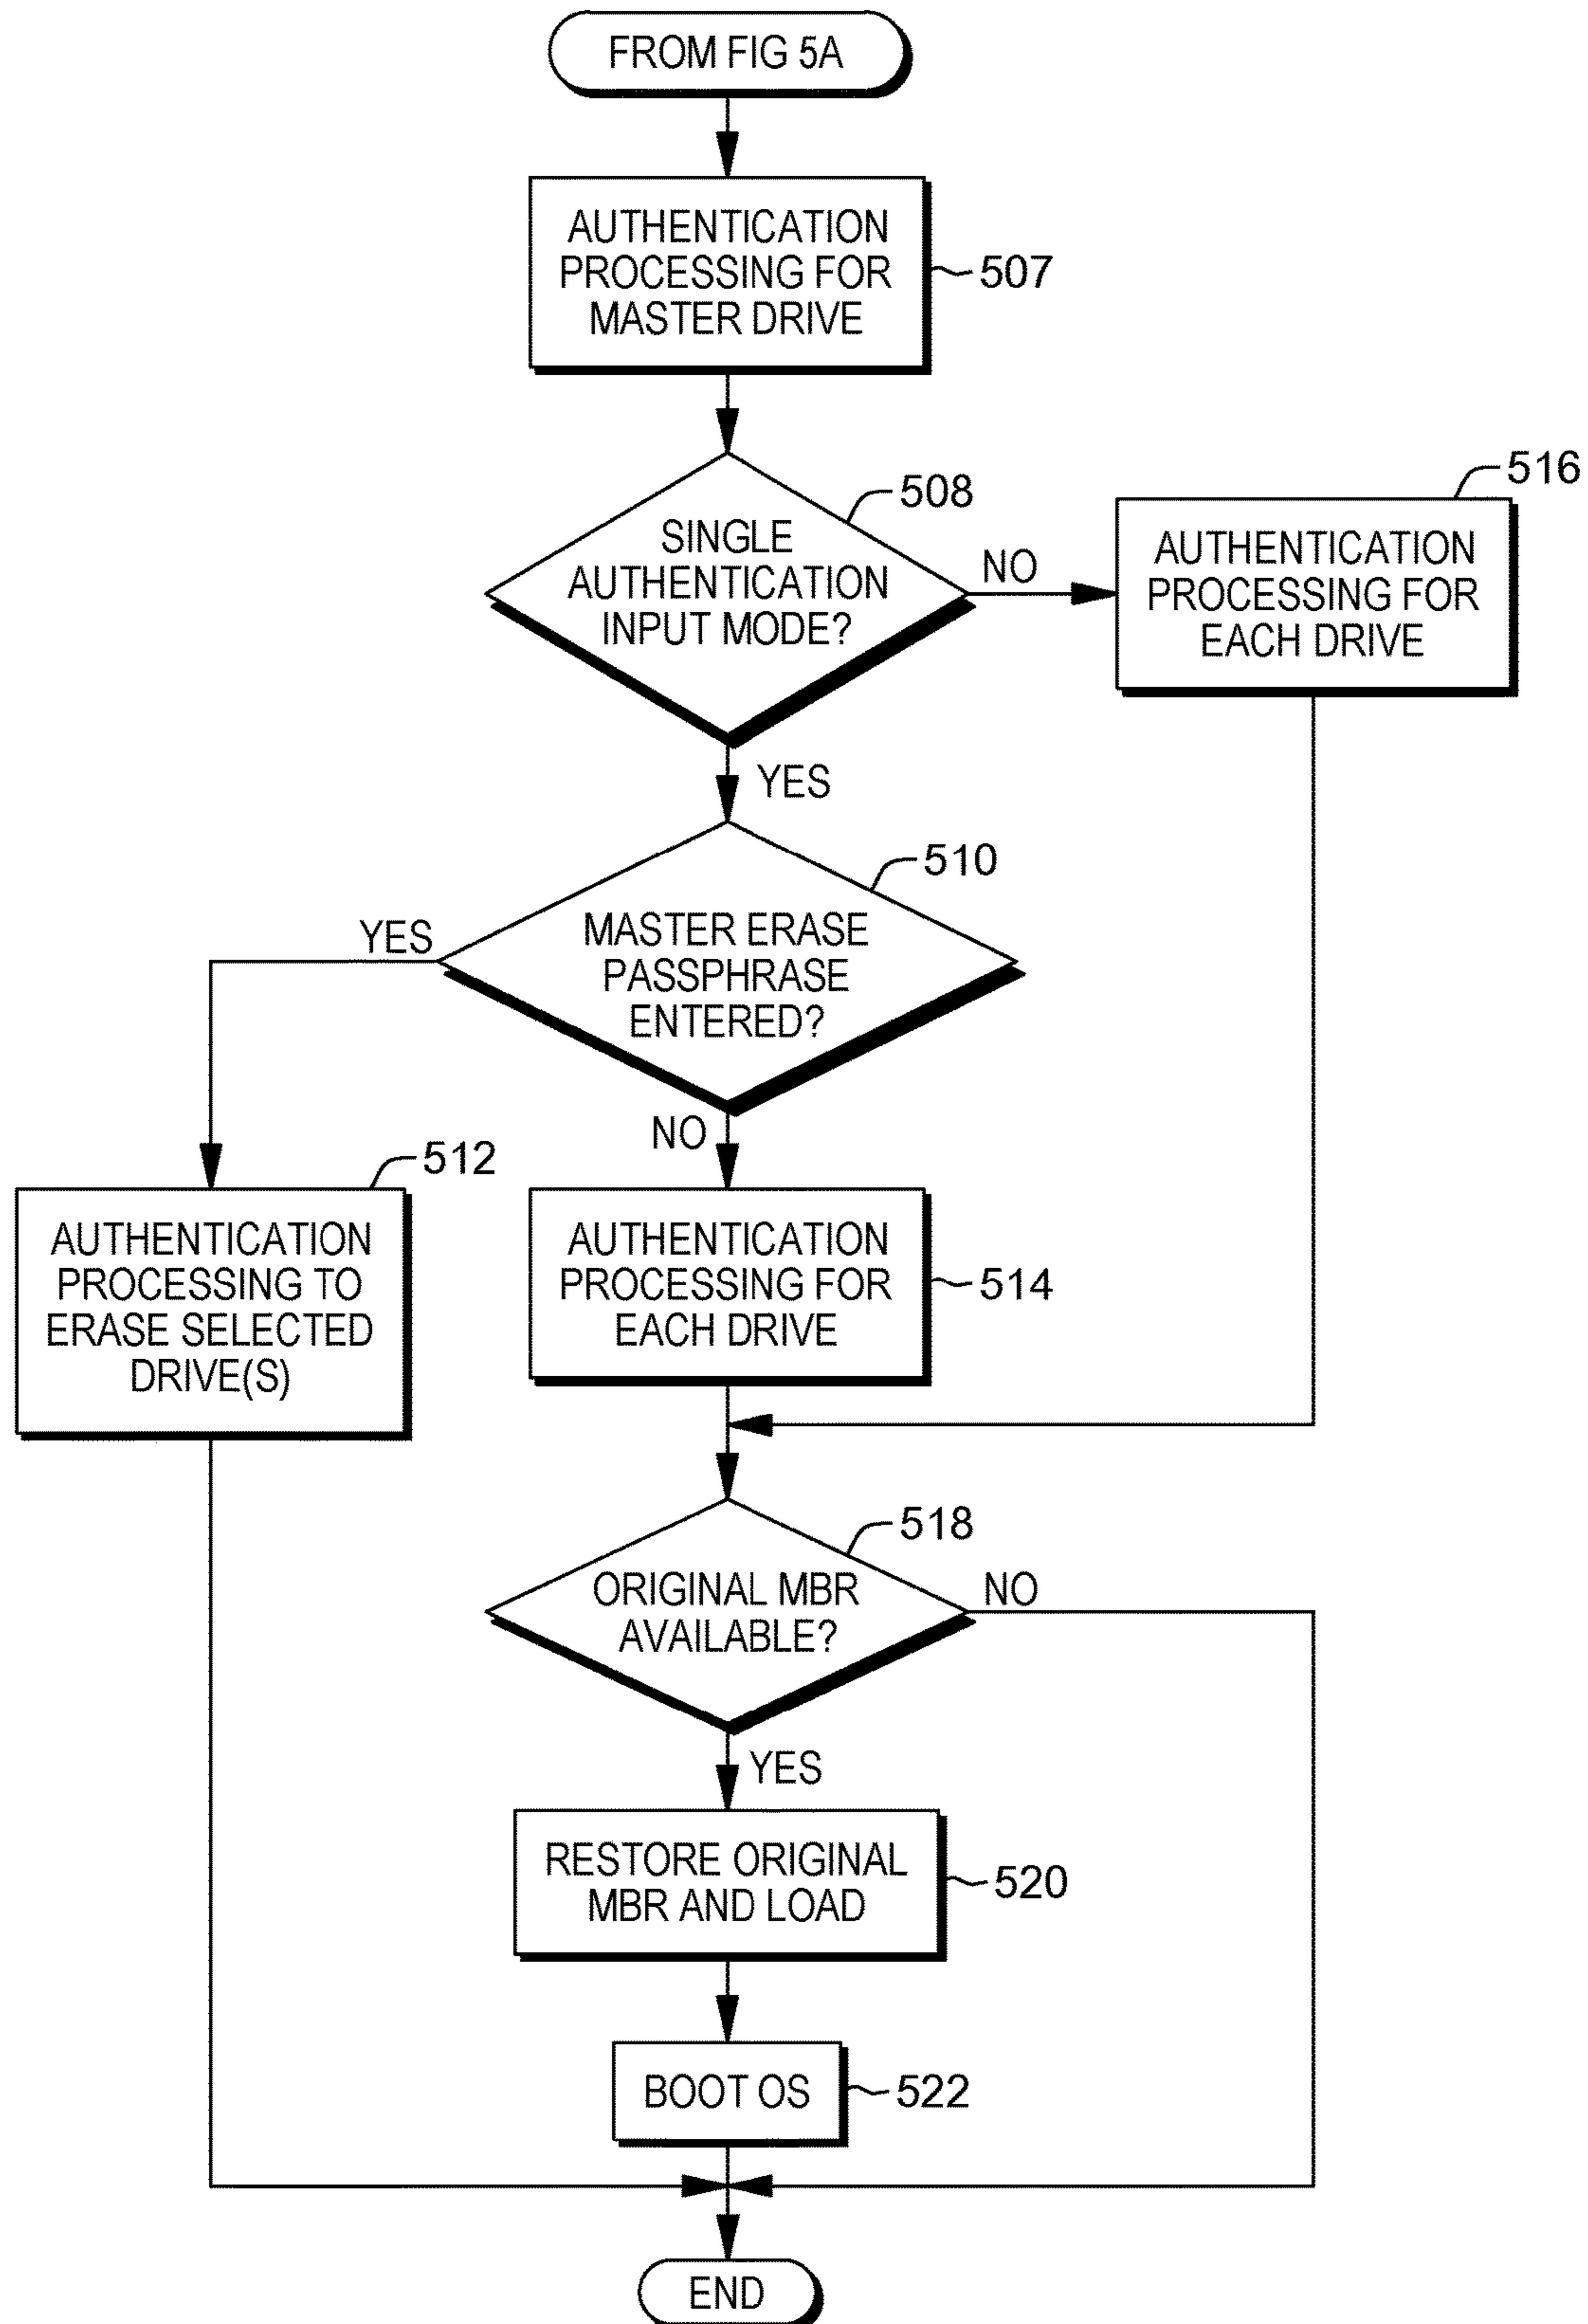 FROM FIG 5A
AUTHENTICATION
PROCESSING FOR
MASTER DRIVE
507
SINGLE
AUTHENTICATION
INPUT MODE?
508
NO
AUTHENTICATION
PROCESSING FOR
EACH DRIVE
516
YES
MASTER ERASE
PASSPHRASE
ENTERED?
510
YES
NO
AUTHENTICATION
PROCESSING TO
ERASE SELECTED
DRIVE(S)
512
AUTHENTICATION
PROCESSING FOR
EACH DRIVE
514
ORIGINAL MBR
AVAILABLE?
518
NO
YES
RESTORE ORIGINAL
MBR AND LOAD
520
BOOT OS
522
END